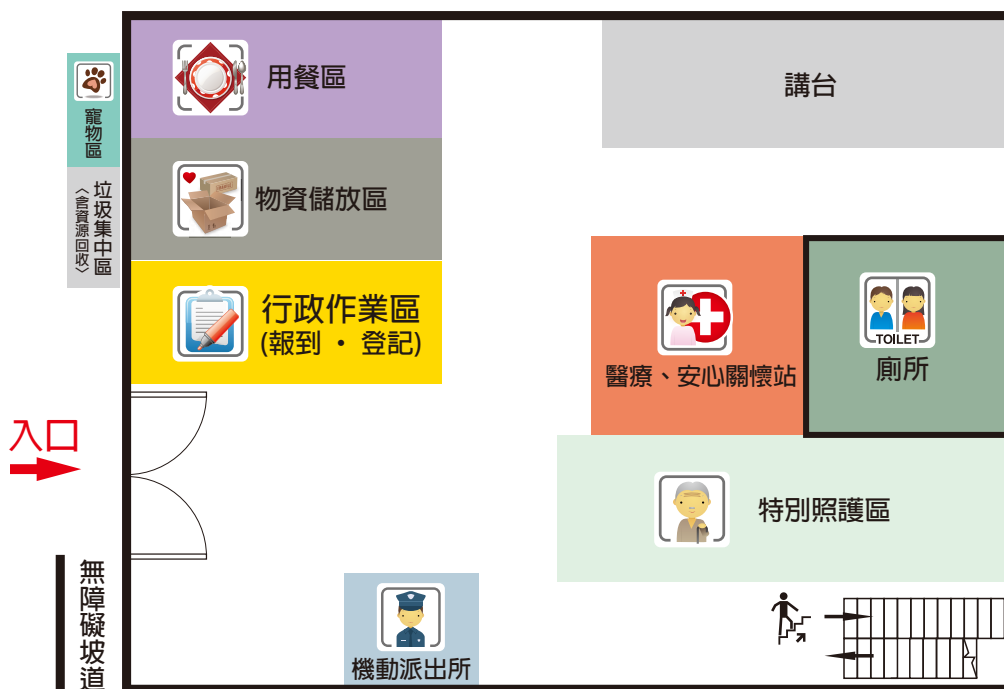 用餐區
講台
寵物區
物資儲放區
垃圾集中區
〈含資源回收〉
行政作業區
(報到 · 登記)
TOILET
醫療、安心關懷站
廁所
入口
特別照護區
無障礙坡道
機動派出所